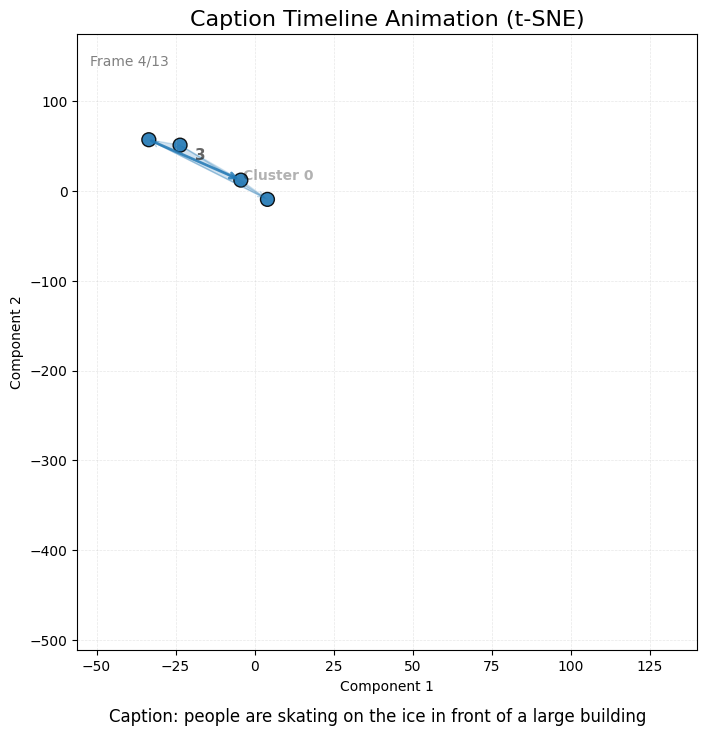 Caption Timeline Animation (t-SNE)
Frame 4/13
3
Cluster 0
100
0
−100
−200
−300
−400
−500
Component 2
−50
−25
0
25
50
75
100
125
Component 1
Caption: people are skating on the ice in front of a large building